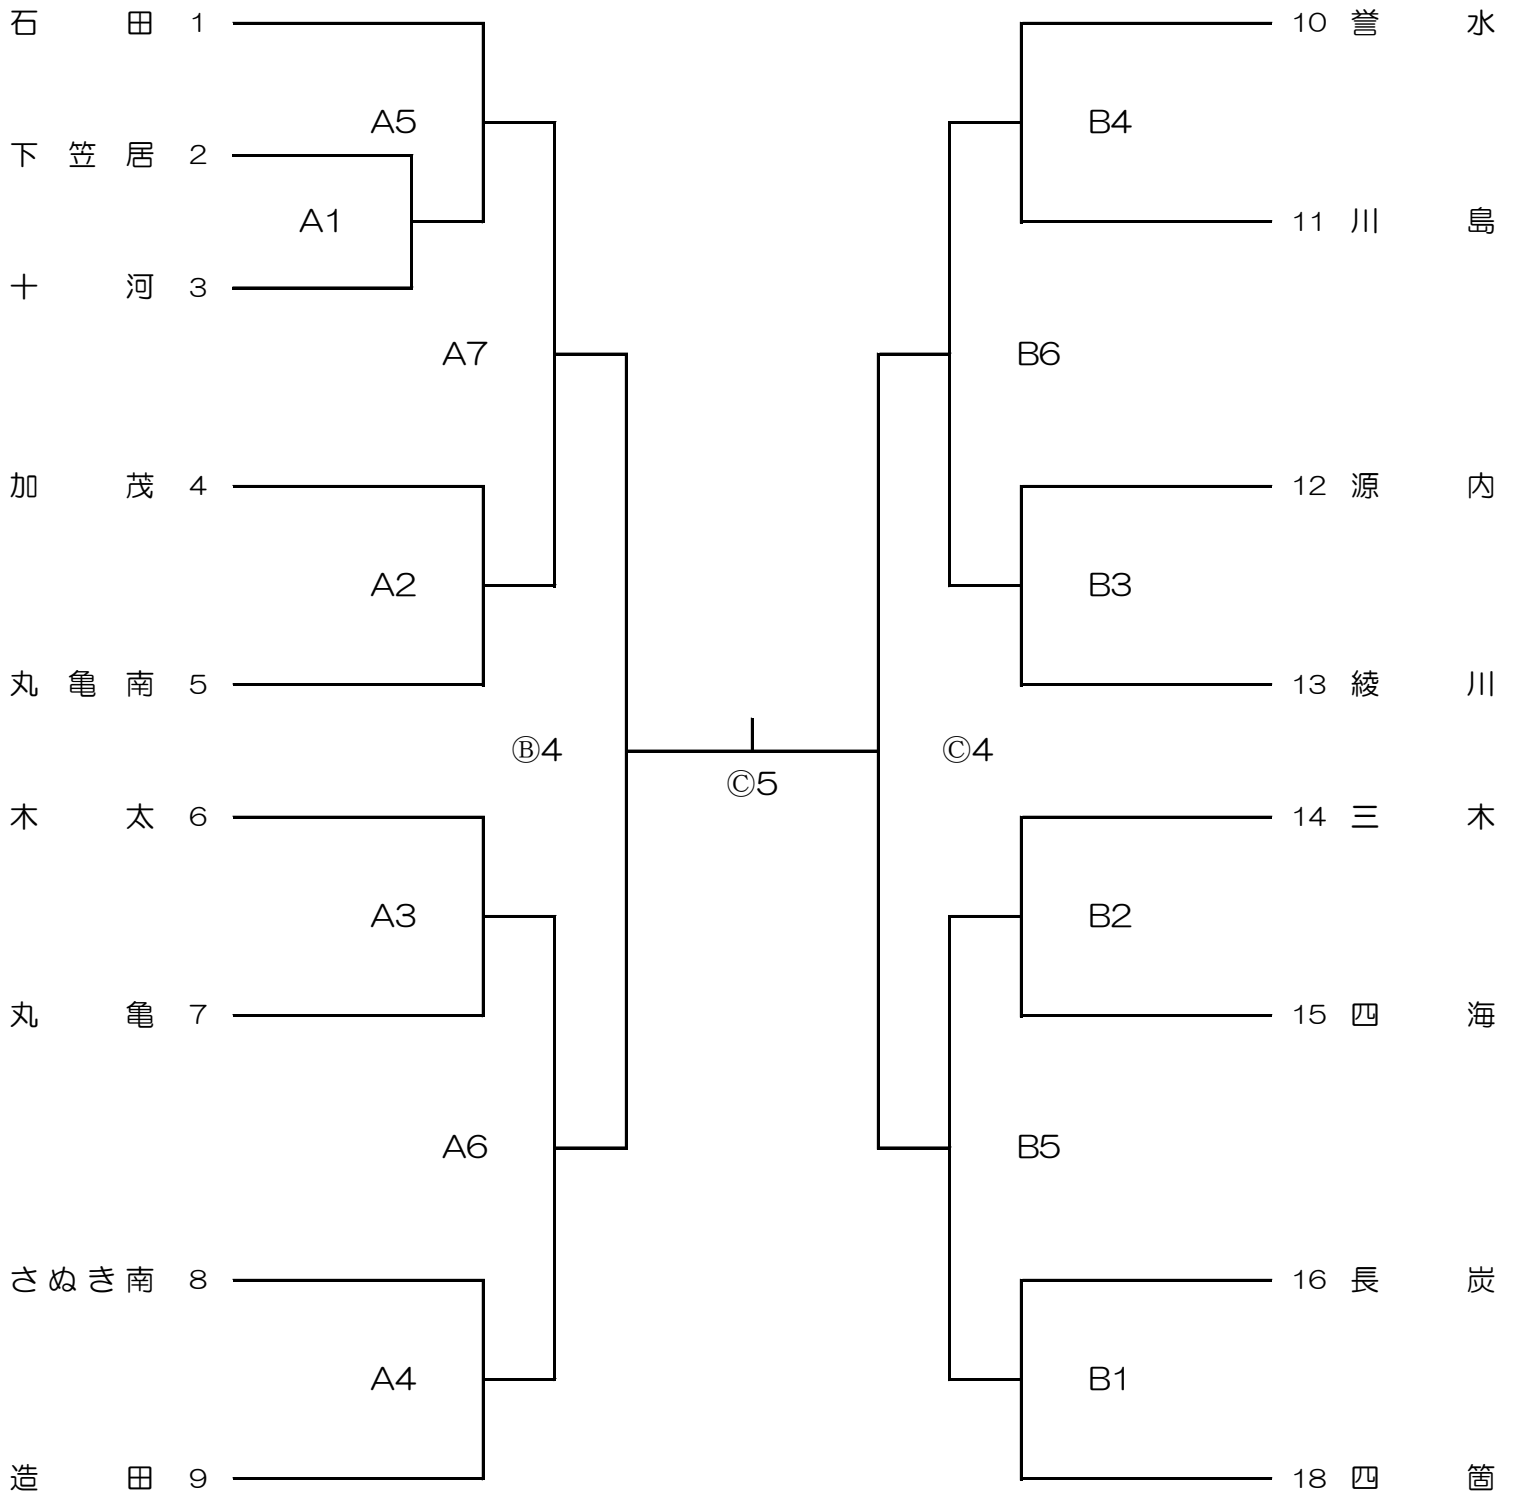 石田 1
A5
下笠居 2
A1
十河 3
A7
加茂 4
A2
丸亀南 5
Ⓑ4
木太 6
A3
丸亀 7
A6
さぬき南 8
A4
造田 9
Ⓒ5
10 誉水
B4
11 川島
B6
12 源内
B3
13 綾川
Ⓒ4
14 三木
B2
15 四海
B5
16 長炭
B1
18 四箇